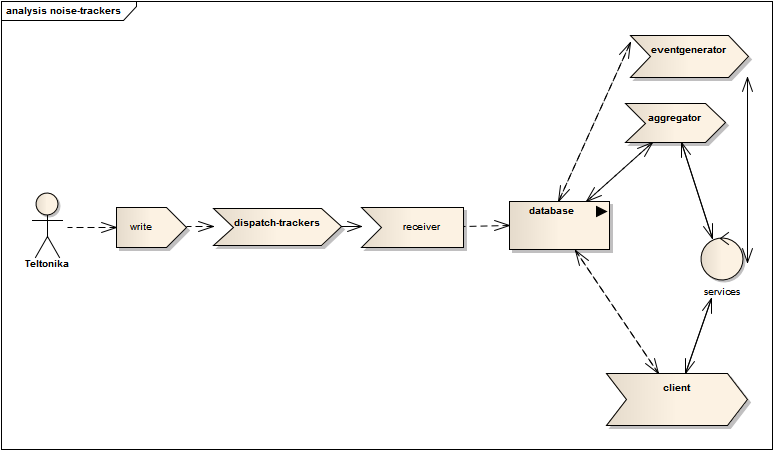 analysis noise-trackers
eventgenerator
aggregator
database
write
dispatch-trackers
receiver
Teltonika
services
client